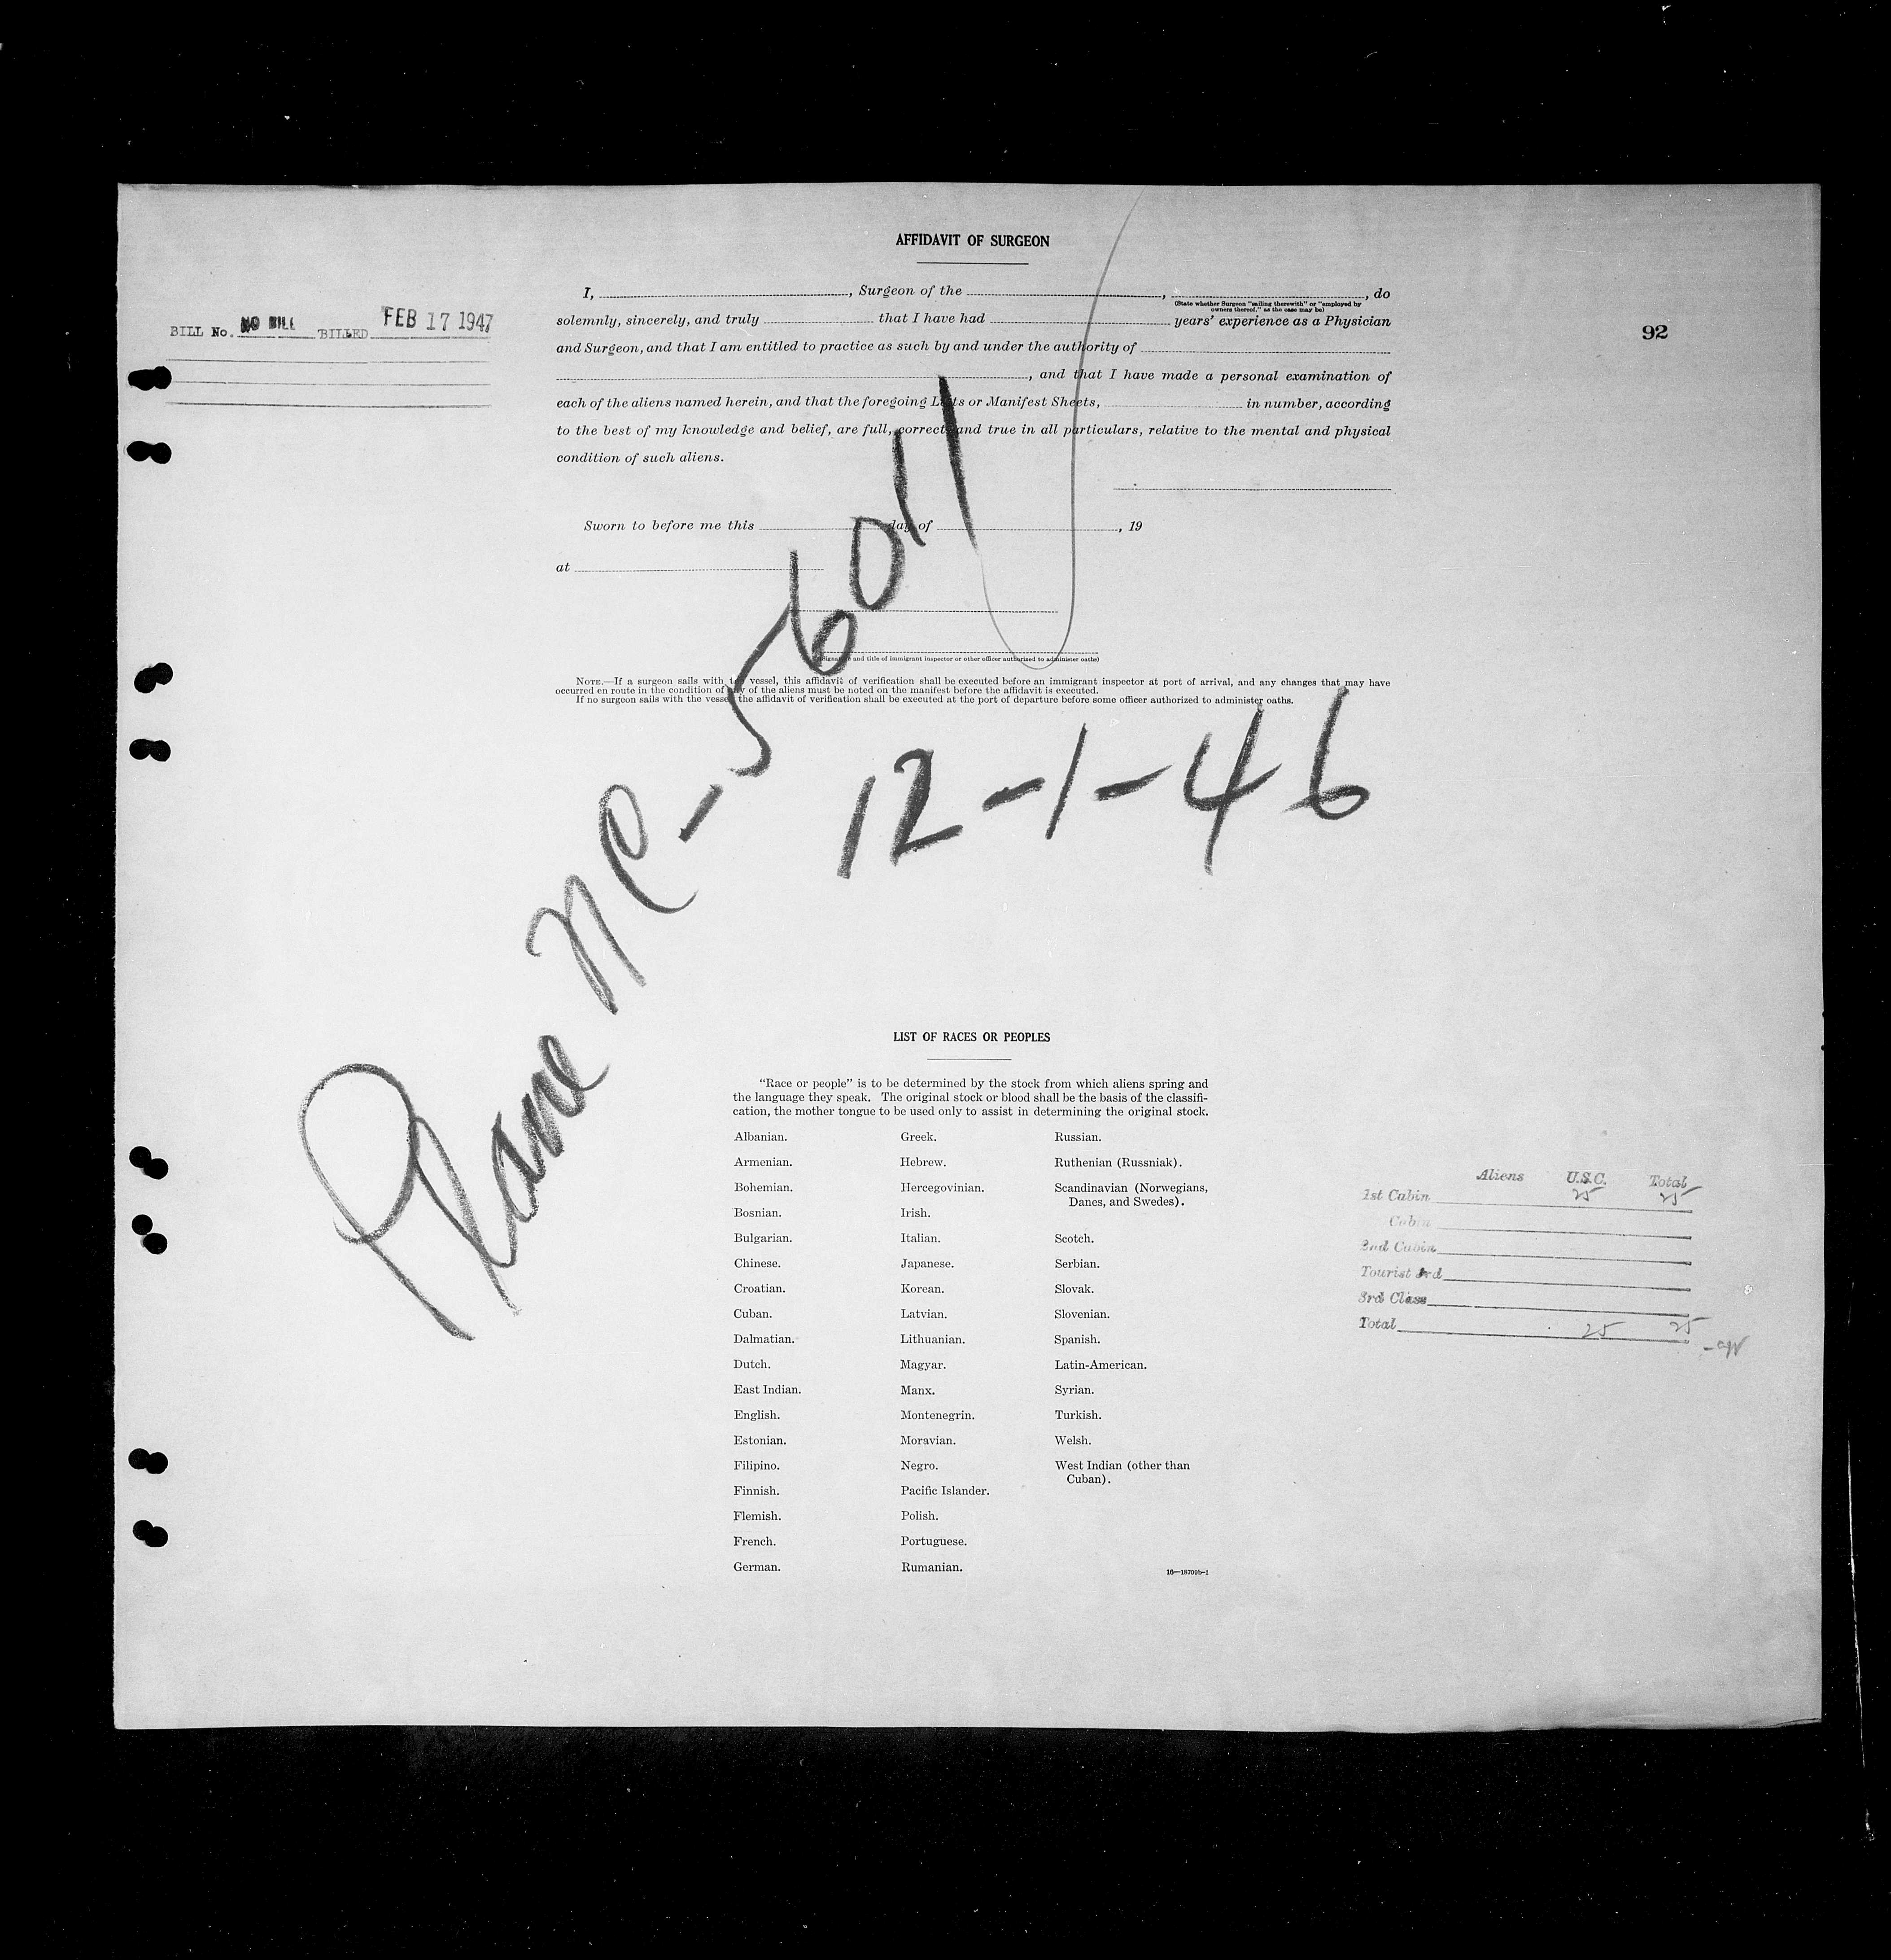 AFFIDAVIT OF SURGEON
I, , Surgeon of the , , do
(State whether Surgeon "sailing therewith" or "employed by
owners thereof," as the case may be)
solemnly, sincerely, and truly that I have had years' experience as a Physician
and Surgeon, and that I am entitled to practice as such by and under the authority of
, and that I have made a personal examination of
each of the aliens named herein, and that the foregoing Lists or Manifest Sheets, in number, according
to the best of my knowledge and belief, are full, correct, and true in all particulars, relative to the mental and physical
condition of such aliens.
BILL No. NO BILL BILLED FEB 17 1947
92
Sworn to before me this day of , 19
at
(Signature and title of immigrant inspector or other officer authorized to administer oaths)
NOTE.—If a surgeon sails with the vessel, this affidavit of verification shall be executed before an immigrant inspector at port of arrival, and any changes that may have
occurred en route in the condition of any of the aliens must be noted on the manifest before the affidavit is executed.
If no surgeon sails with the vessel, the affidavit of verification shall be executed at the port of departure before some officer authorized to administer oaths.
Plane NC-56011
12-1-46
LIST OF RACES OR PEOPLES
"Race or people" is to be determined by the stock from which aliens spring and
the language they speak. The original stock or blood shall be the basis of the classifi-
cation, the mother tongue to be used only to assist in determining the original stock.
Albanian.
Armenian.
Bohemian.
Bosnian.
Bulgarian.
Chinese.
Croatian.
Cuban.
Dalmatian.
Dutch.
East Indian.
English.
Estonian.
Filipino.
Finnish.
Flemish.
French.
German.
Greek.
Hebrew.
Hercegovinian.
Irish.
Italian.
Japanese.
Korean.
Latvian.
Lithuanian.
Magyar.
Manx.
Montenegrin.
Moravian.
Negro.
Pacific Islander.
Polish.
Portuguese.
Rumanian.
Russian.
Ruthenian (Russniak).
Scandinavian (Norwegians,
Danes, and Swedes).
Scotch.
Serbian.
Slovak.
Slovenian.
Spanish.
Latin-American.
Syrian.
Turkish.
Welsh.
West Indian (other than
Cuban).
16—18709b-1
Aliens U.S.C. Total
1st Cabin 25 25
Cabin
2nd Cabin
Tourist 3rd
3rd Class
Total 25 25